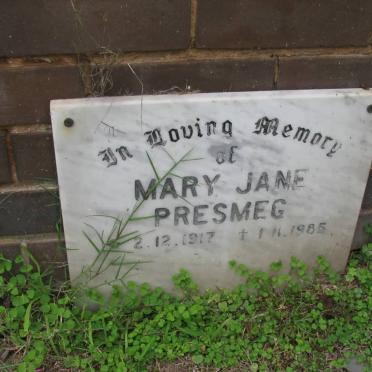 In Loving Memory
of
MARY JANE
PRESMEG
2.12.1917 † 1.11.1985